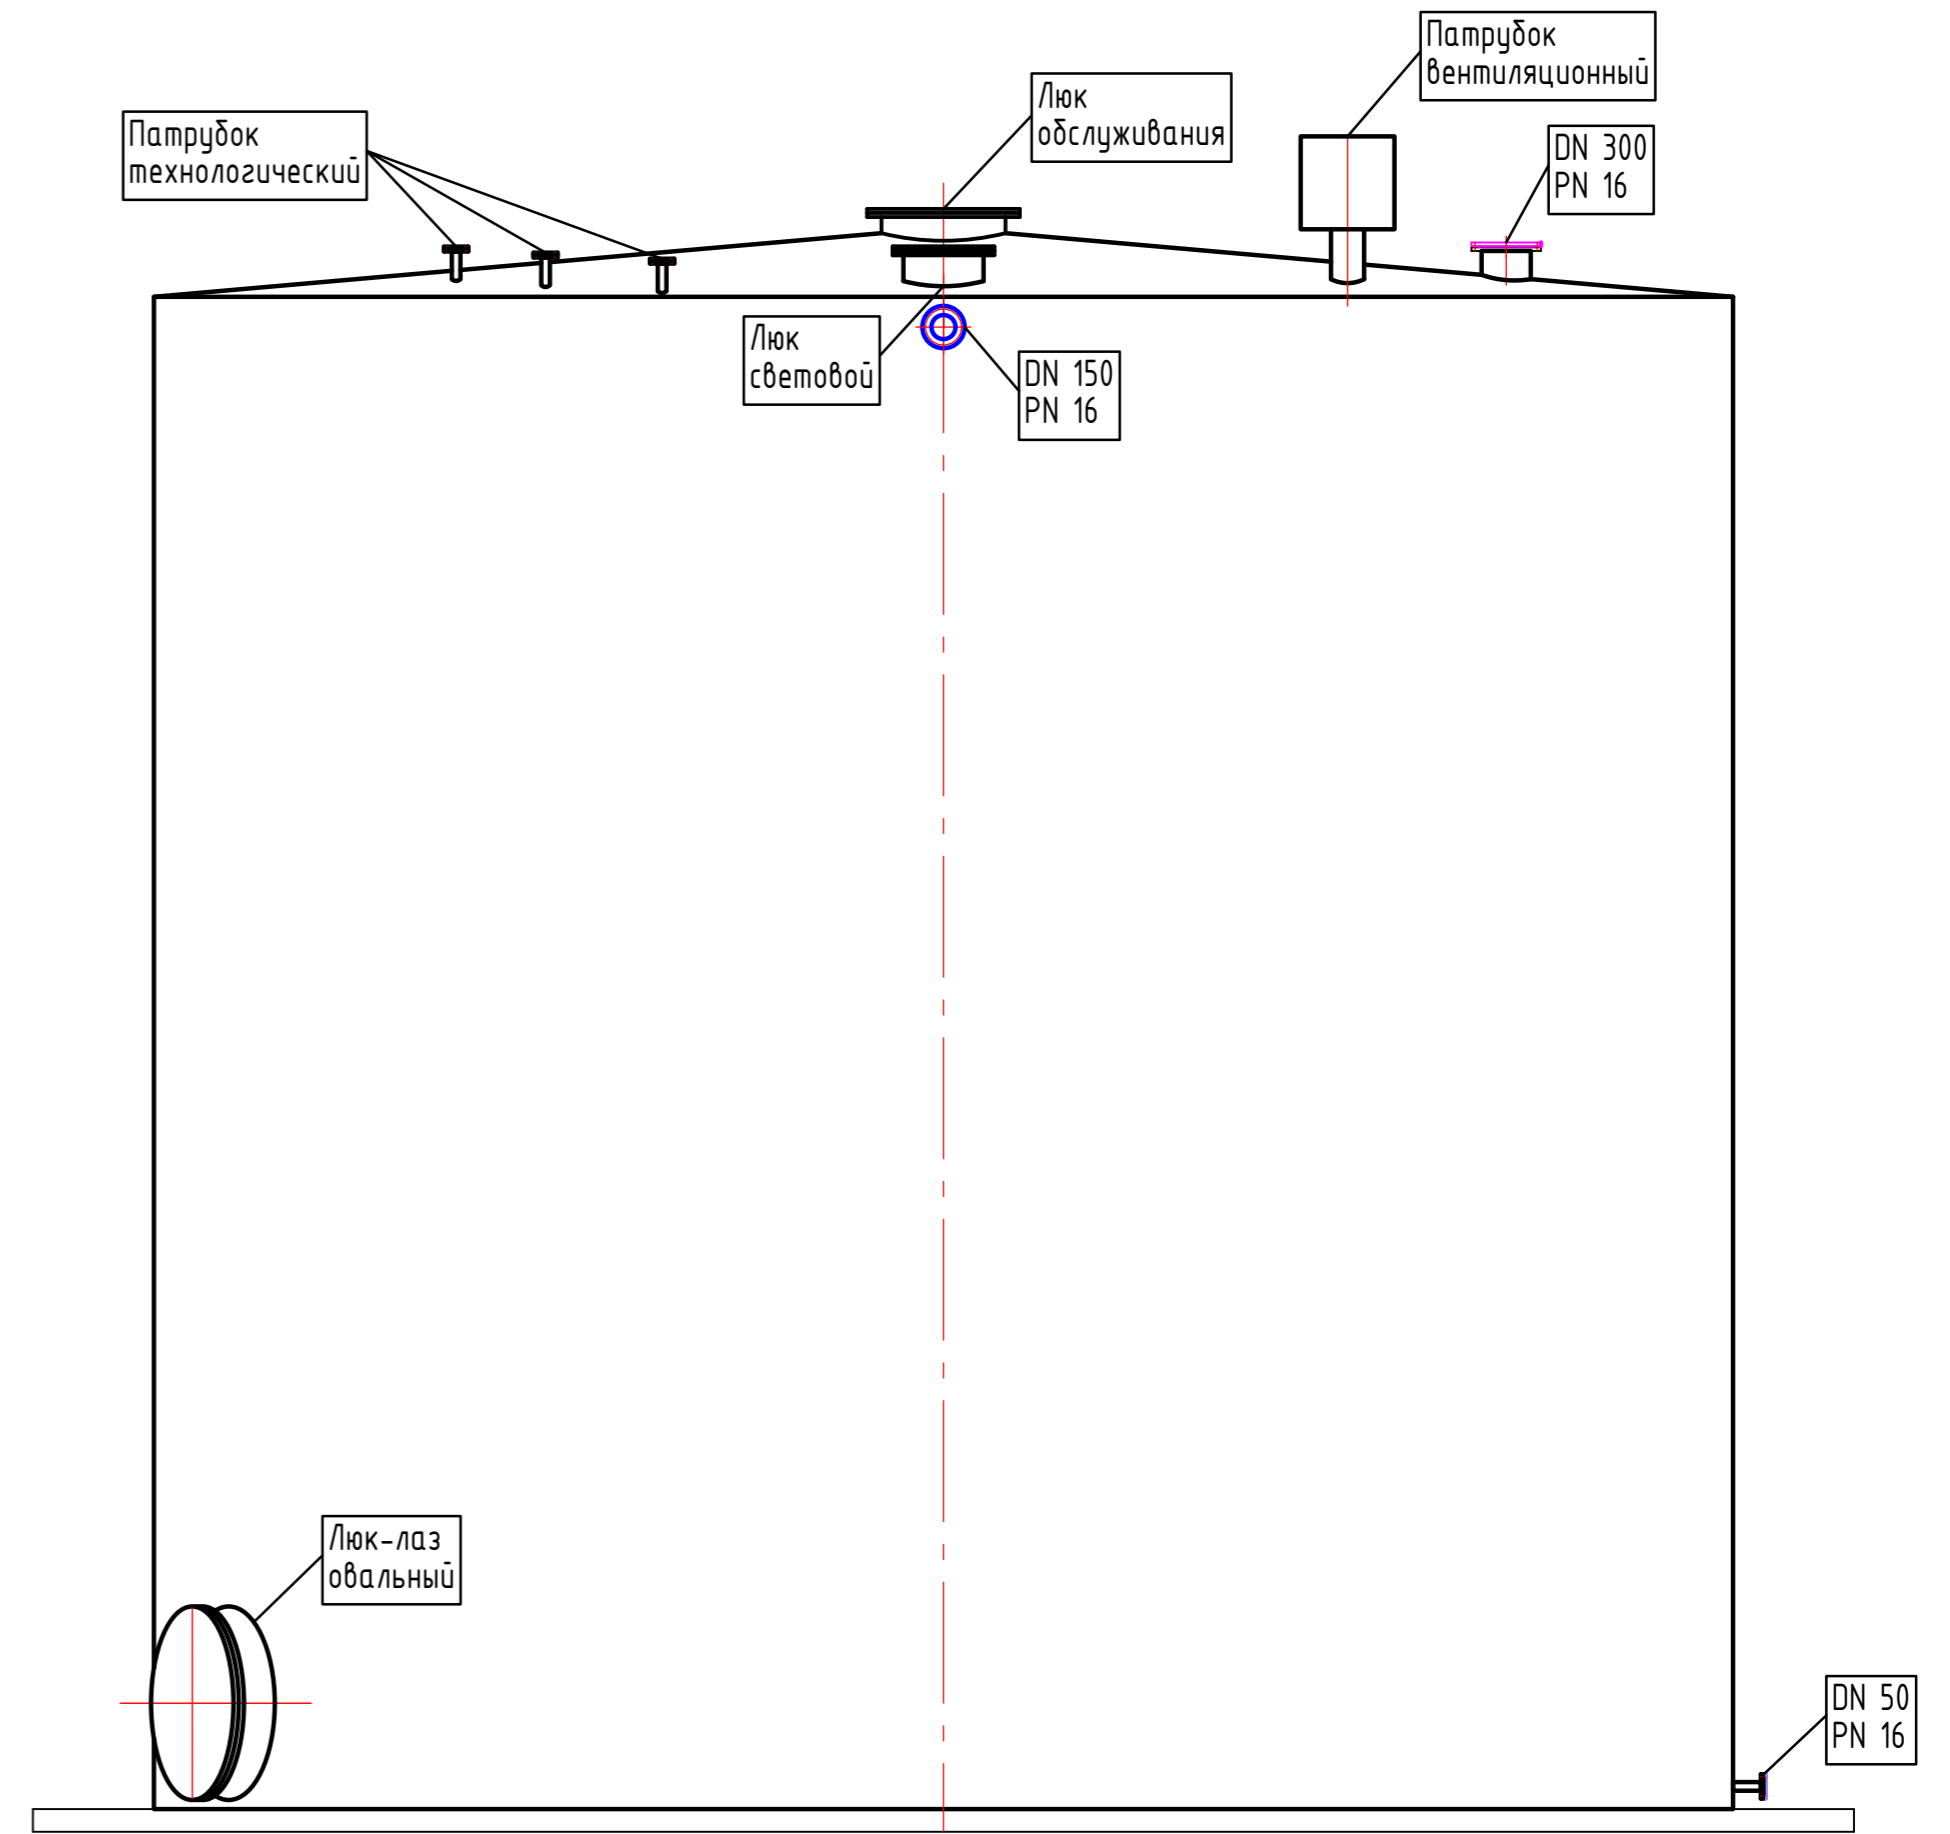 Патрубок
вентиляционный
Люк
обслуживания
Патрубок
технологический
DN 300
PN 16
Люк
световой
DN 150
PN 16
Люк-лаз
овальный
DN 50
PN 16